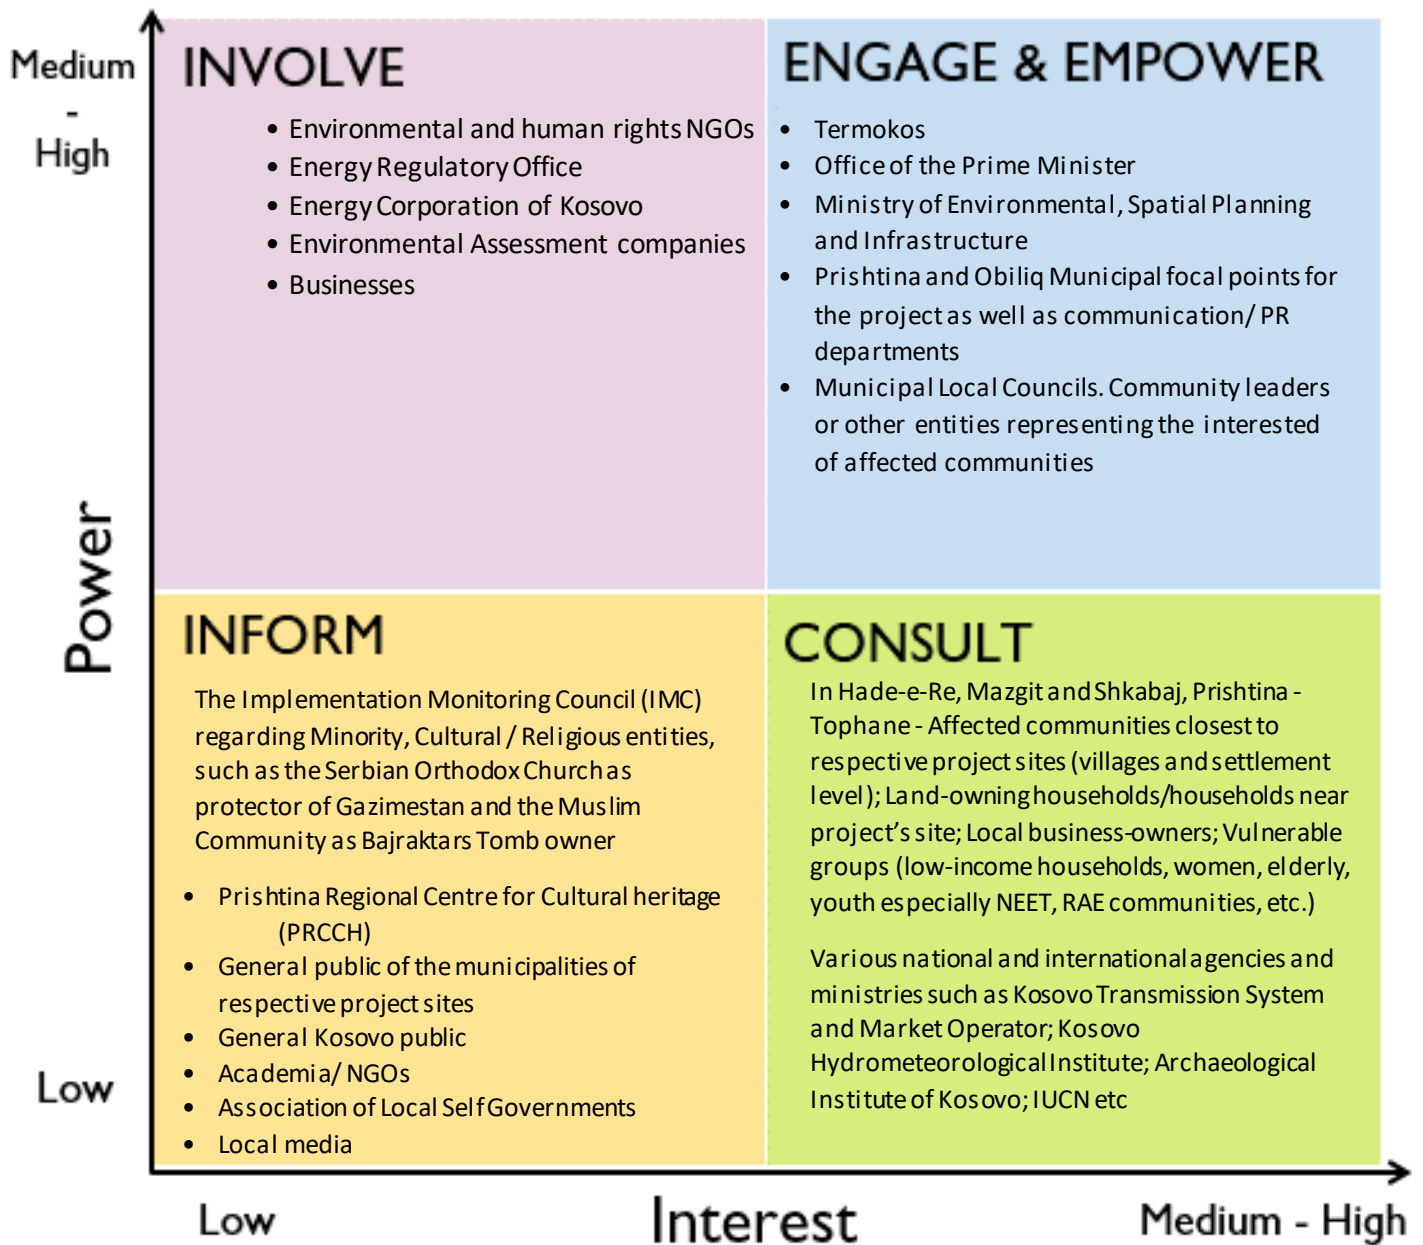 Medium
-
High
INVOLVE
• Environmental and human rights NGOs
• Energy Regulatory Office
• Energy Corporation of Kosovo
• Environmental Assessment companies
• Businesses
ENGAGE & EMPOWER
• Termokos
• Office of the Prime Minister
• Ministry of Environmental, Spatial Planning
and Infrastructure
• Prishtina and Obiliq Municipal focal points for
the project as well as communication/ PR
departments
• Municipal Local Councils. Community leaders
or other entities representing the interested
of affected communities
Power
INFORM
The Implementation Monitoring Council (IMC)
regarding Minority, Cultural / Religious entities,
such as the Serbian Orthodox Church as
protector of Gazimestan and the Muslim
Community as Bajraktars Tomb owner
• Prishtina Regional Centre for Cultural heritage
(PRCCH)
• General public of the municipalities of
respective project sites
• General Kosovo public
• Academia/ NGOs
• Association of Local Self Governments
• Local media
CONSULT
In Hade-e-Re, Mazgit and Shkabaj, Prishtina -
Tophane - Affected communities closest to
respective project sites (villages and settlement
level); Land-owning households/households near
project’s site; Local business-owners; Vulnerable
groups (low-income households, women, elderly,
youth especially NEET, RAE communities, etc.)
Various national and international agencies and
ministries such as Kosovo Transmission System
and Market Operator; Kosovo
Hydrometeorological Institute; Archaeological
Institute of Kosovo; IUCN etc
Low
Low
Interest
Medium - High